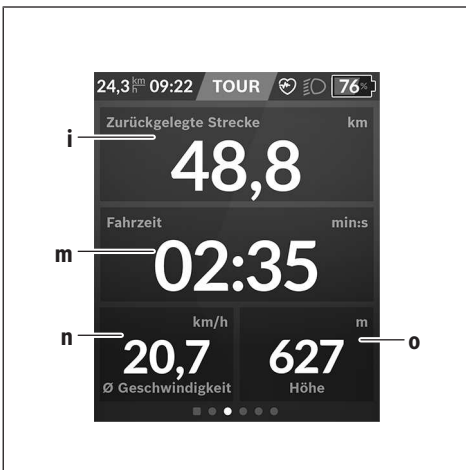 24,3 km/h 09:22 TOUR 76%
i
Zurückgelegte Strecke km
48,8
Fahrzeit min:s
m
02:35
n
km/h m
o
20,7 627
Ø Geschwindigkeit Höhe